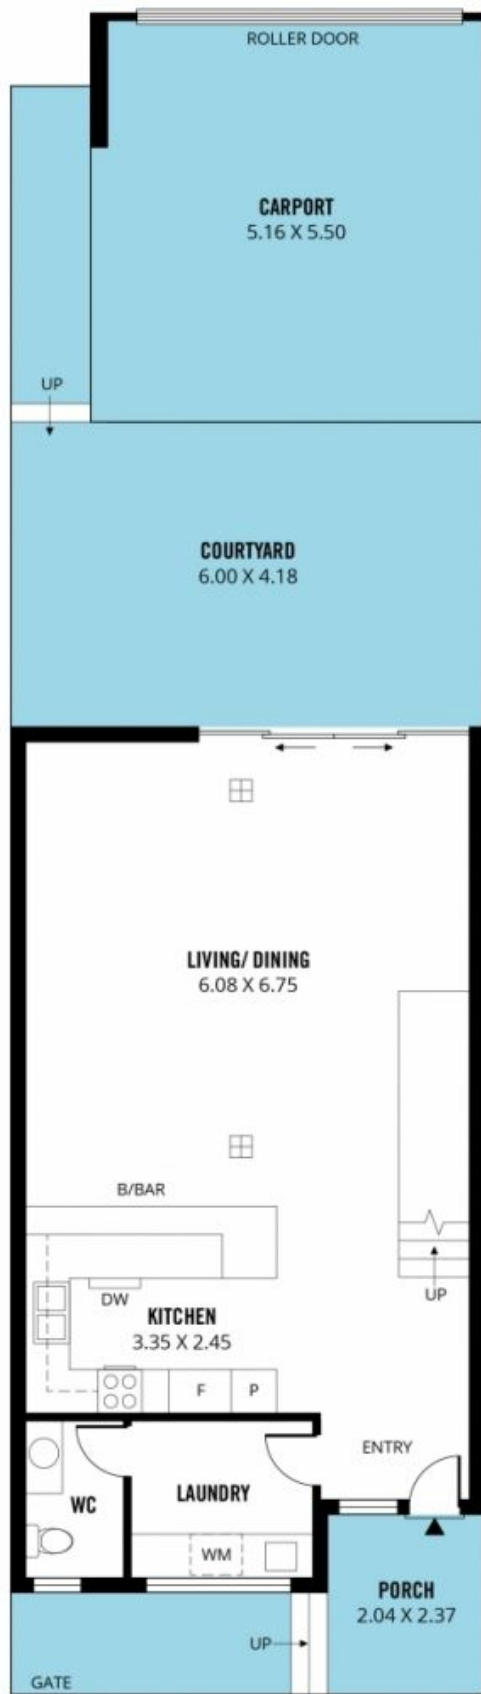 ROLLER DOOR
CARPORT
5.16 X 5.50
UP
COURTYARD
6.00 X 4.18
LIVING/ DINING
6.08 X 6.75
B/BAR
DW
KITCHEN
3.35 X 2.45
UP
F
P
ENTRY
LAUNDRY
WC
WM
PORCH
2.04 X 2.37
UP
GATE